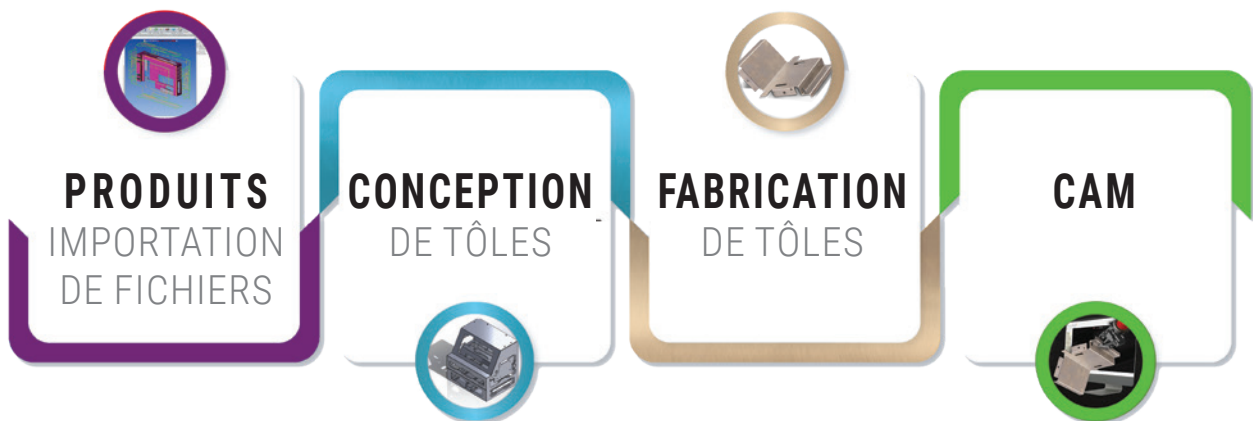 PRODUITS
IMPORTATION
DE FICHIERS
CONCEPTION
DE TÔLES
FABRICATION
DE TÔLES
CAM